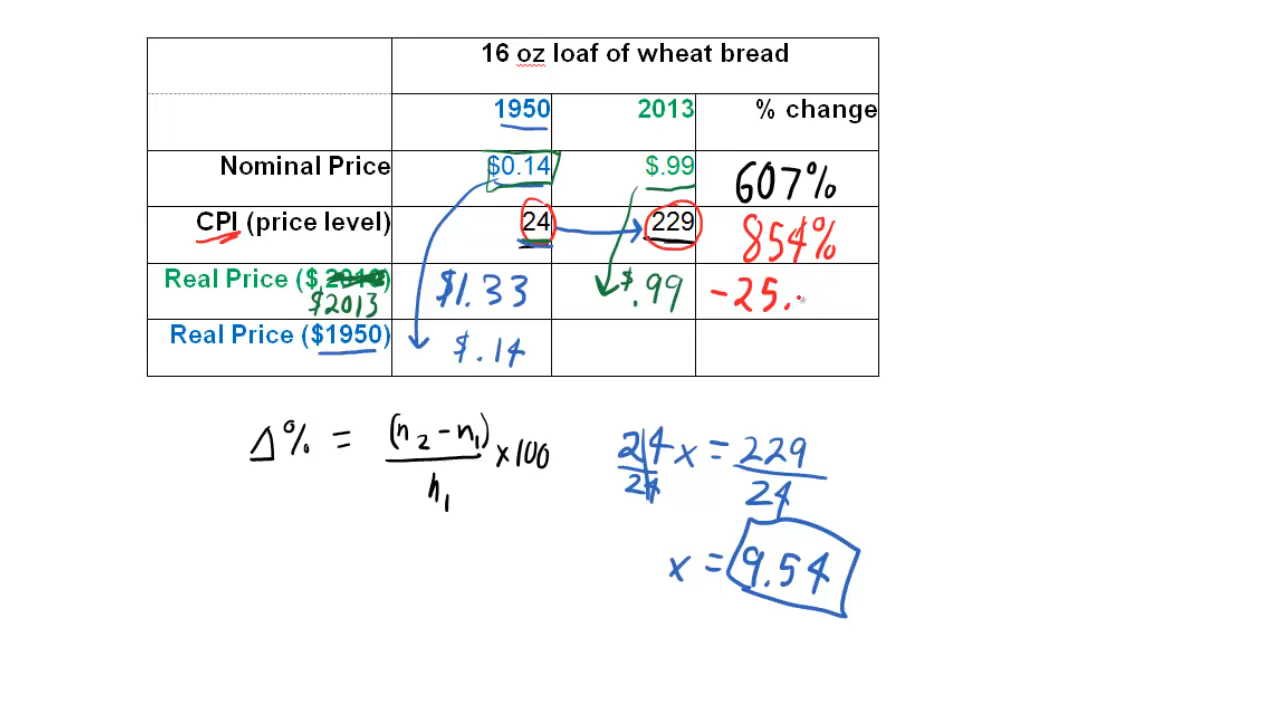 16 oz loaf of wheat bread
1950 2013 % change
Nominal Price $0.14 $.99 607%
CPI (price level) 24 229 854%
Real Price ($ ) $1.33 $.99 -25.
$2013
Real Price ($1950) $.14
Δ% = (n2 - n1) / n1 x 100
24x = 229
24 24
x = 9.54